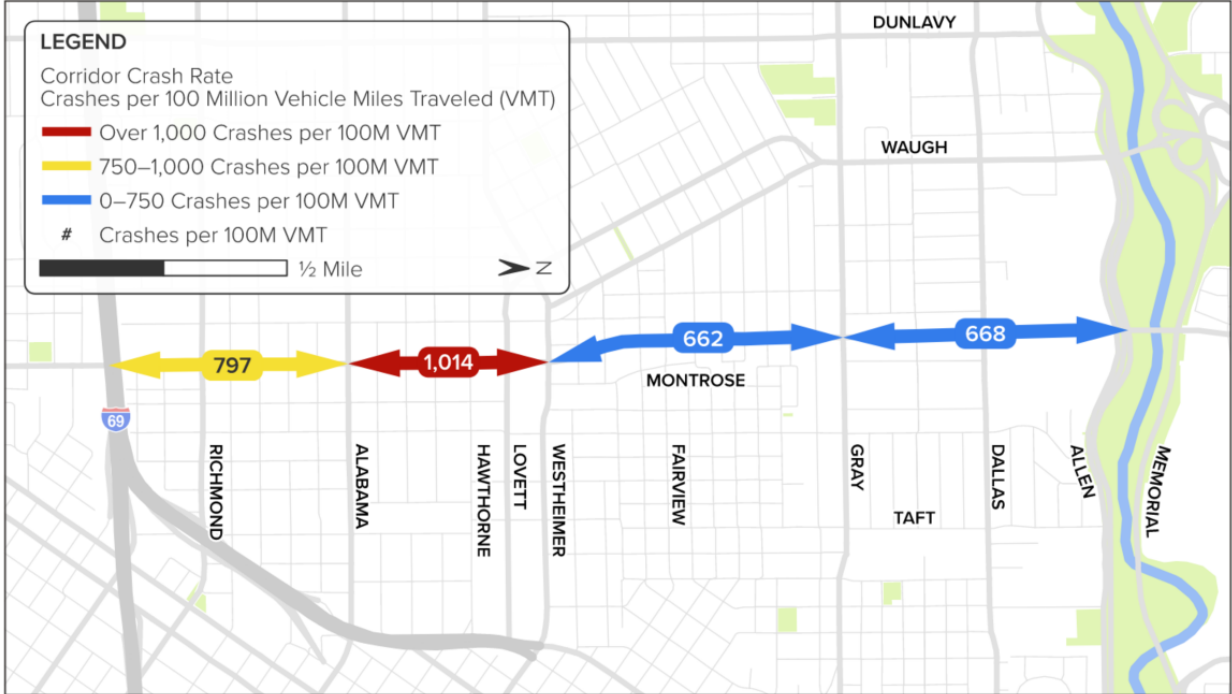 LEGEND
Corridor Crash Rate
Crashes per 100 Million Vehicle Miles Traveled (VMT)
Over 1,000 Crashes per 100M VMT
750–1,000 Crashes per 100M VMT
0–750 Crashes per 100M VMT
# Crashes per 100M VMT
½ Mile
N
DUNLAVY
WAUGH
797
1,014
662
668
MONTROSE
69
RICHMOND
ALABAMA
HAWTHORNE
LOVETT
WESTHEIMER
FAIRVIEW
GRAY
DALLAS
ALLEN
MEMORIAL
TAFT